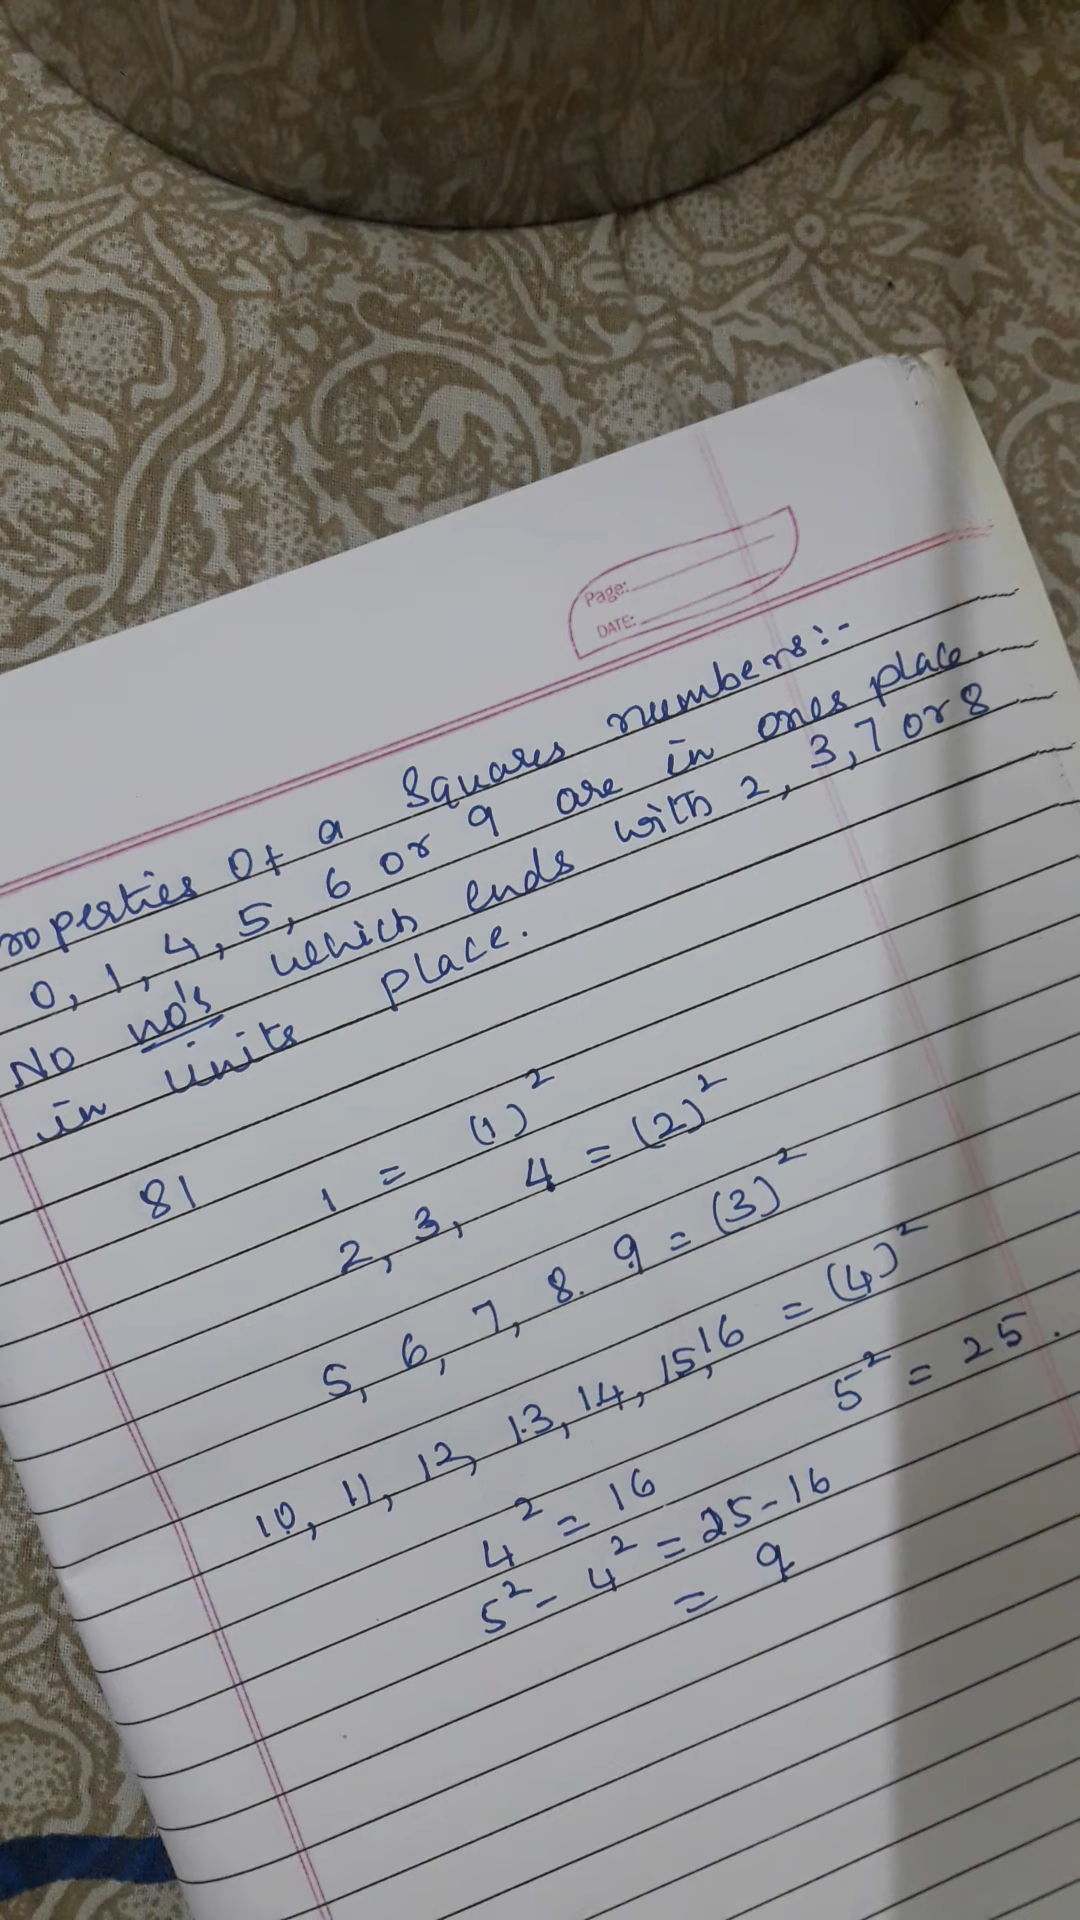 Page:
DATE:
roperties of a Squares numbers:-
0, 1, 4, 5, 6 or 9 are in ones place.
No no's which ends with 2, 3, 7 or 8
in units place.
81 1 = (1)²
2, 3, 4 = (2)²
5, 6, 7, 8. 9 = (3)²
10, 11, 12, 13, 14, 15, 16 = (4)²
4² = 16 5² = 25.
5² - 4² = 25 - 16
= 9